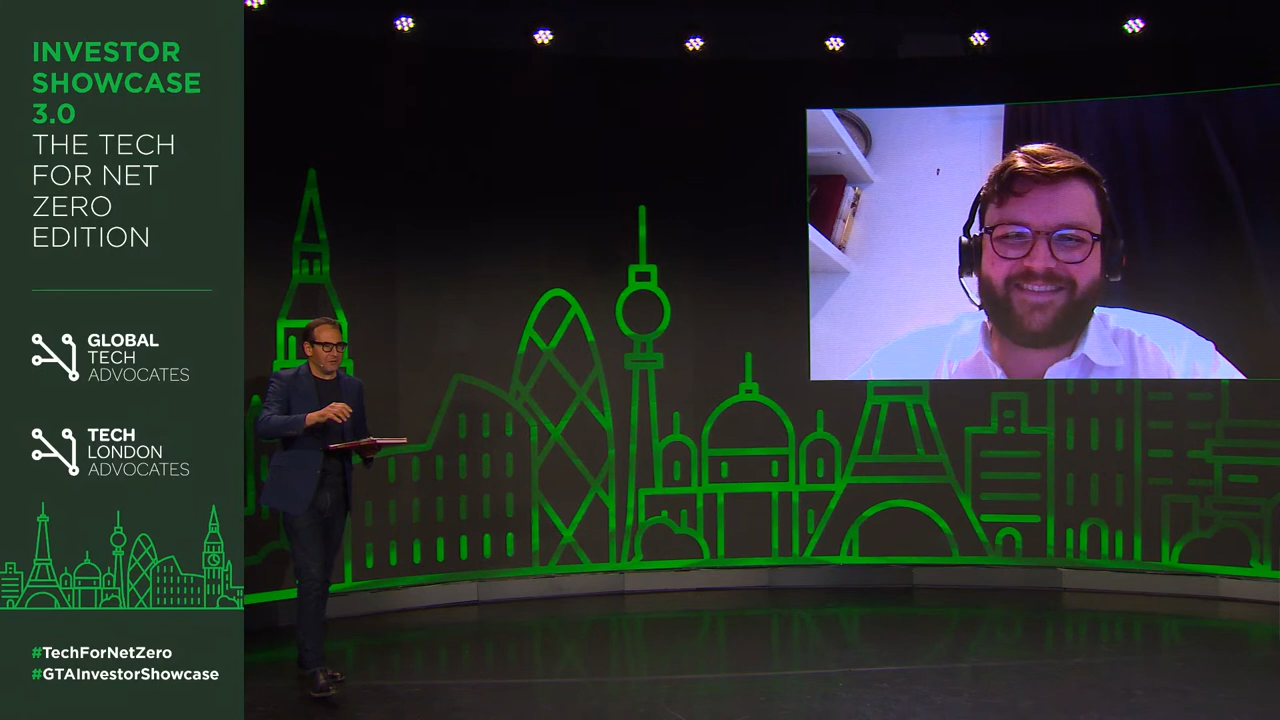 INVESTOR
SHOWCASE
3.0
THE TECH
FOR NET
ZERO
EDITION
GLOBAL
TECH
ADVOCATES
TECH
LONDON
ADVOCATES
#TechForNetZero
#GTAInvestorShowcase